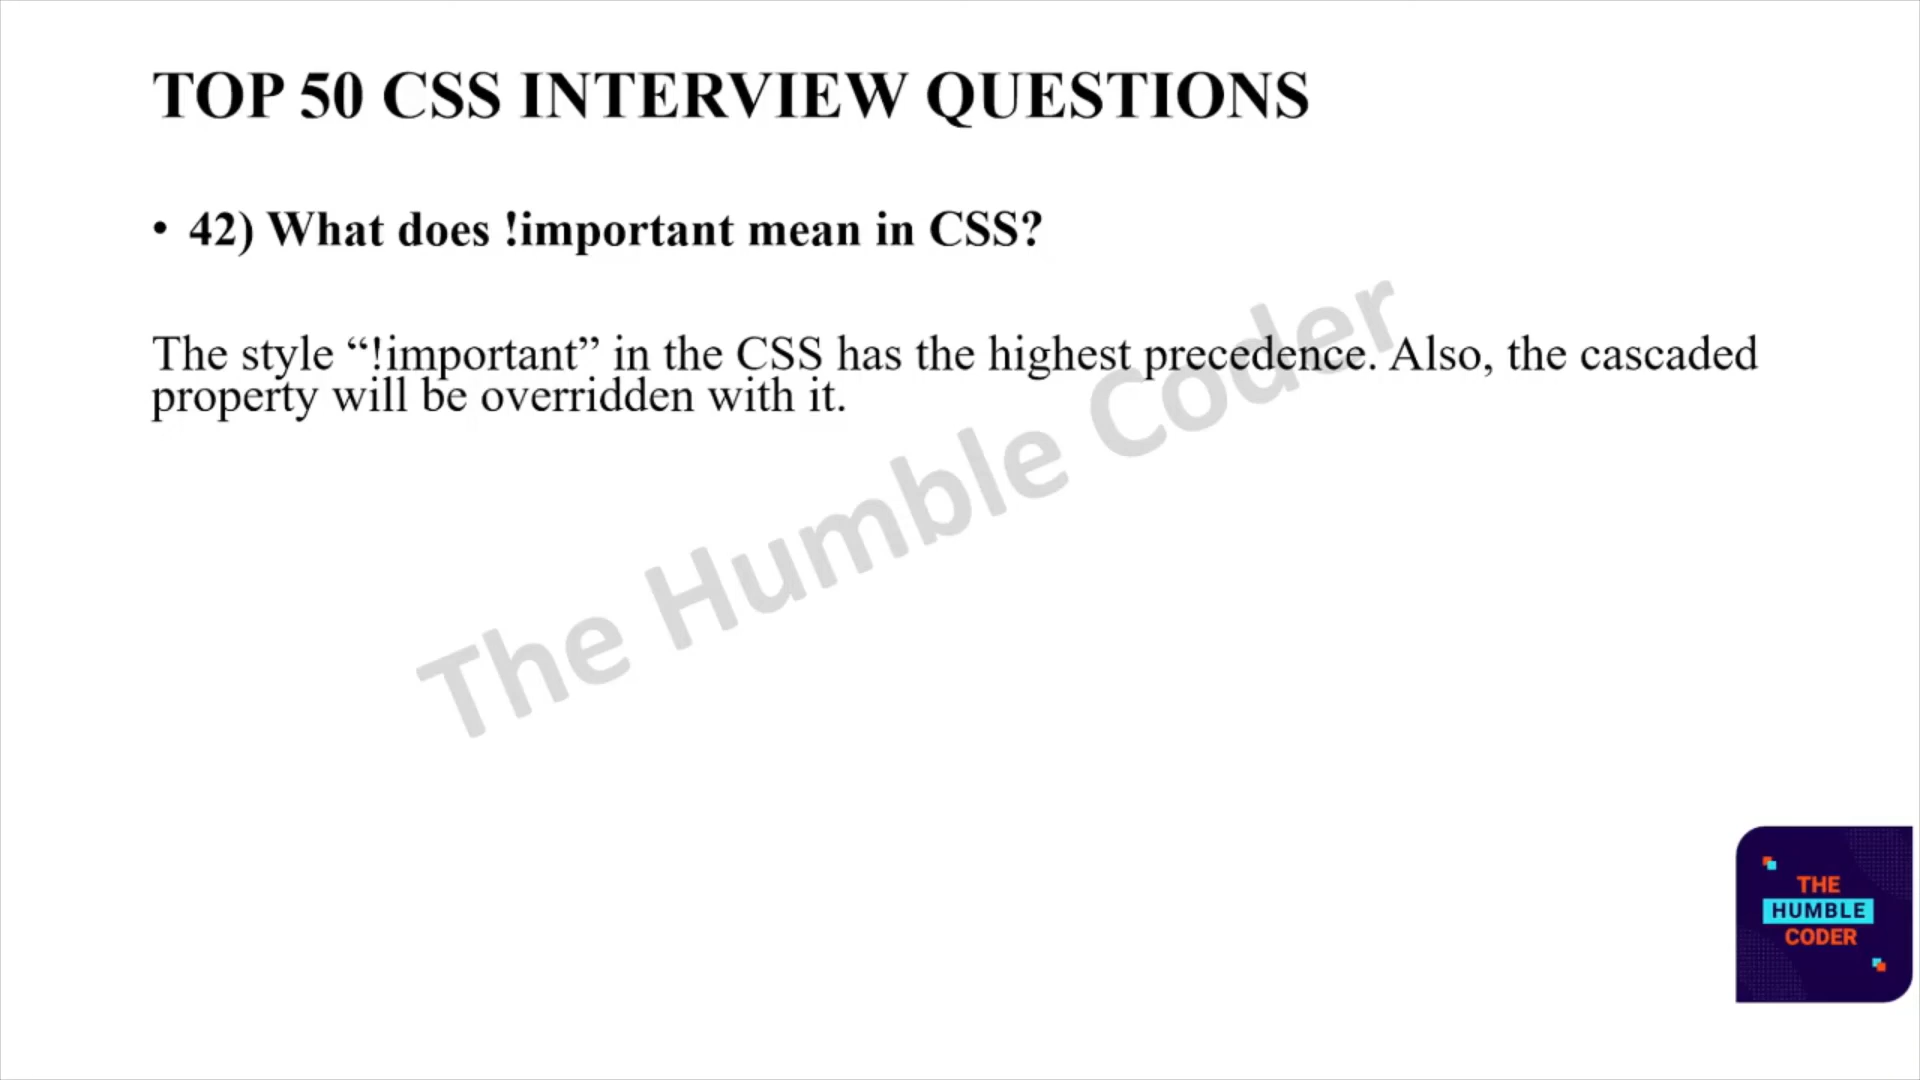 TOP 50 CSS INTERVIEW QUESTIONS
• 42) What does !important mean in CSS?
The style “!important” in the CSS has the highest precedence. Also, the cascaded
property will be overridden with it.
The Humble Coder
THE
HUMBLE
CODER